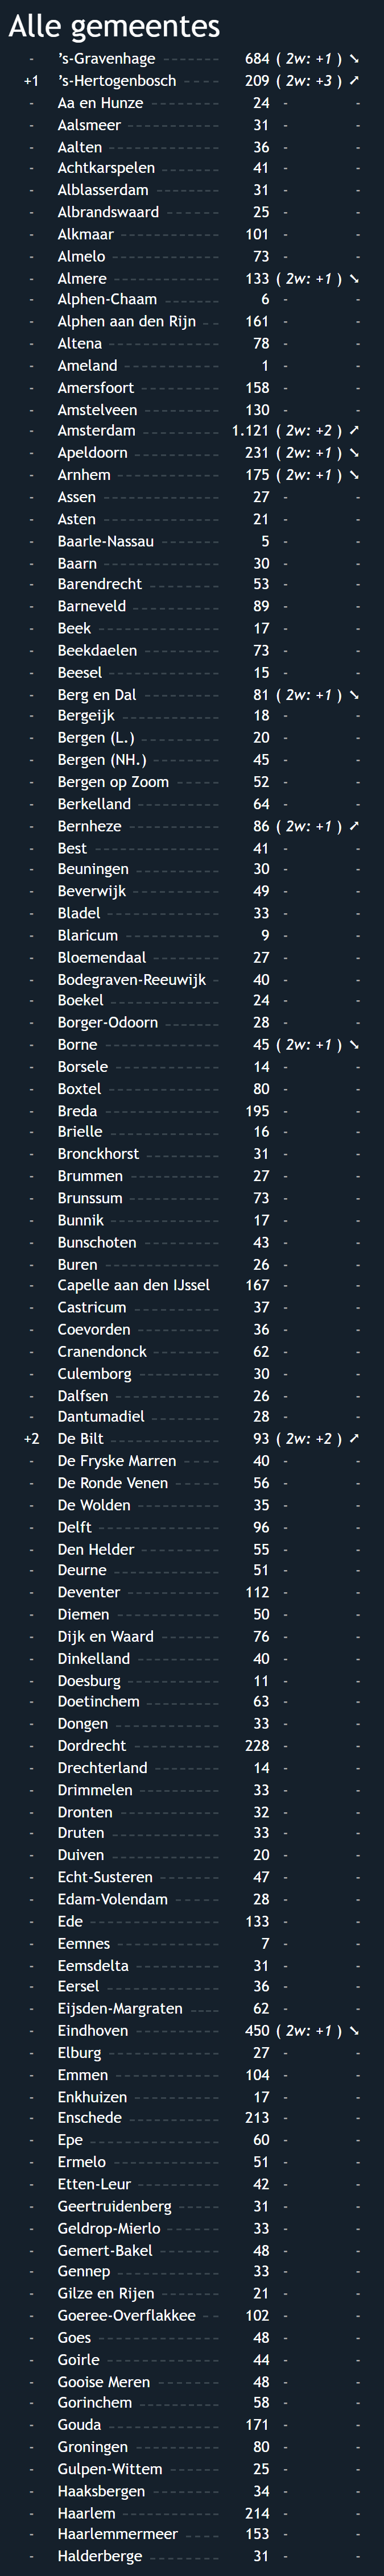 Alle gemeentes
- ’s-Gravenhage 684 ( 2w: +1 ) ➘
+1 ’s-Hertogenbosch 209 ( 2w: +3 ) ➚
- Aa en Hunze 24 - -
- Aalsmeer 31 - -
- Aalten 36 - -
- Achtkarspelen 41 - -
- Alblasserdam 31 - -
- Albrandswaard 25 - -
- Alkmaar 101 - -
- Almelo 73 - -
- Almere 133 ( 2w: +1 ) ➘
- Alphen-Chaam 6 - -
- Alphen aan den Rijn 161 - -
- Altena 78 - -
- Ameland 1 - -
- Amersfoort 158 - -
- Amstelveen 130 - -
- Amsterdam 1.121 ( 2w: +2 ) ➚
- Apeldoorn 231 ( 2w: +1 ) ➘
- Arnhem 175 ( 2w: +1 ) ➘
- Assen 27 - -
- Asten 21 - -
- Baarle-Nassau 5 - -
- Baarn 30 - -
- Barendrecht 53 - -
- Barneveld 89 - -
- Beek 17 - -
- Beekdaelen 73 - -
- Beesel 15 - -
- Berg en Dal 81 ( 2w: +1 ) ➘
- Bergeijk 18 - -
- Bergen (L.) 20 - -
- Bergen (NH.) 45 - -
- Bergen op Zoom 52 - -
- Berkelland 64 - -
- Bernheze 86 ( 2w: +1 ) ➚
- Best 41 - -
- Beuningen 30 - -
- Beverwijk 49 - -
- Bladel 33 - -
- Blaricum 9 - -
- Bloemendaal 27 - -
- Bodegraven-Reeuwijk 40 - -
- Boekel 24 - -
- Borger-Odoorn 28 - -
- Borne 45 ( 2w: +1 ) ➘
- Borsele 14 - -
- Boxtel 80 - -
- Breda 195 - -
- Brielle 16 - -
- Bronckhorst 31 - -
- Brummen 27 - -
- Brunssum 73 - -
- Bunnik 17 - -
- Bunschoten 43 - -
- Buren 26 - -
- Capelle aan den IJssel 167 - -
- Castricum 37 - -
- Coevorden 36 - -
- Cranendonck 62 - -
- Culemborg 30 - -
- Dalfsen 26 - -
- Dantumadiel 28 - -
+2 De Bilt 93 ( 2w: +2 ) ➚
- De Fryske Marren 40 - -
- De Ronde Venen 56 - -
- De Wolden 35 - -
- Delft 96 - -
- Den Helder 55 - -
- Deurne 51 - -
- Deventer 112 - -
- Diemen 50 - -
- Dijk en Waard 76 - -
- Dinkelland 40 - -
- Doesburg 11 - -
- Doetinchem 63 - -
- Dongen 33 - -
- Dordrecht 228 - -
- Drechterland 14 - -
- Drimmelen 33 - -
- Dronten 32 - -
- Druten 33 - -
- Duiven 20 - -
- Echt-Susteren 47 - -
- Edam-Volendam 28 - -
- Ede 133 - -
- Eemnes 7 - -
- Eemsdelta 31 - -
- Eersel 36 - -
- Eijsden-Margraten 62 - -
- Eindhoven 450 ( 2w: +1 ) ➘
- Elburg 27 - -
- Emmen 104 - -
- Enkhuizen 17 - -
- Enschede 213 - -
- Epe 60 - -
- Ermelo 51 - -
- Etten-Leur 42 - -
- Geertruidenberg 31 - -
- Geldrop-Mierlo 33 - -
- Gemert-Bakel 48 - -
- Gennep 33 - -
- Gilze en Rijen 21 - -
- Goeree-Overflakkee 102 - -
- Goes 48 - -
- Goirle 44 - -
- Gooise Meren 48 - -
- Gorinchem 58 - -
- Gouda 171 - -
- Groningen 80 - -
- Gulpen-Wittem 25 - -
- Haaksbergen 34 - -
- Haarlem 214 - -
- Haarlemmermeer 153 - -
- Halderberge 31 - -